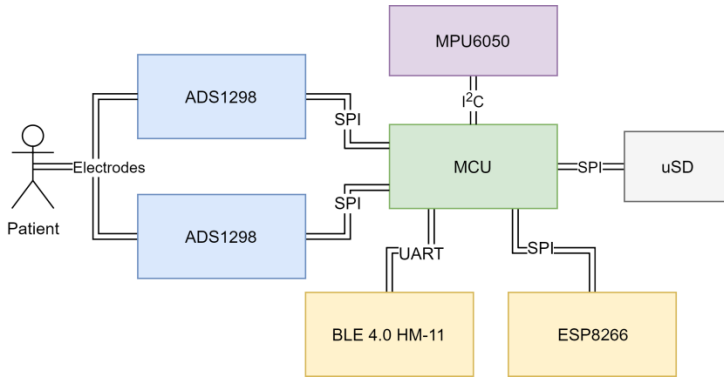 MPU6050
ADS1298
I²C
SPI
Electrodes
MCU
SPI
uSD
Patient
ADS1298
SPI
UART
SPI
BLE 4.0 HM-11
ESP8266